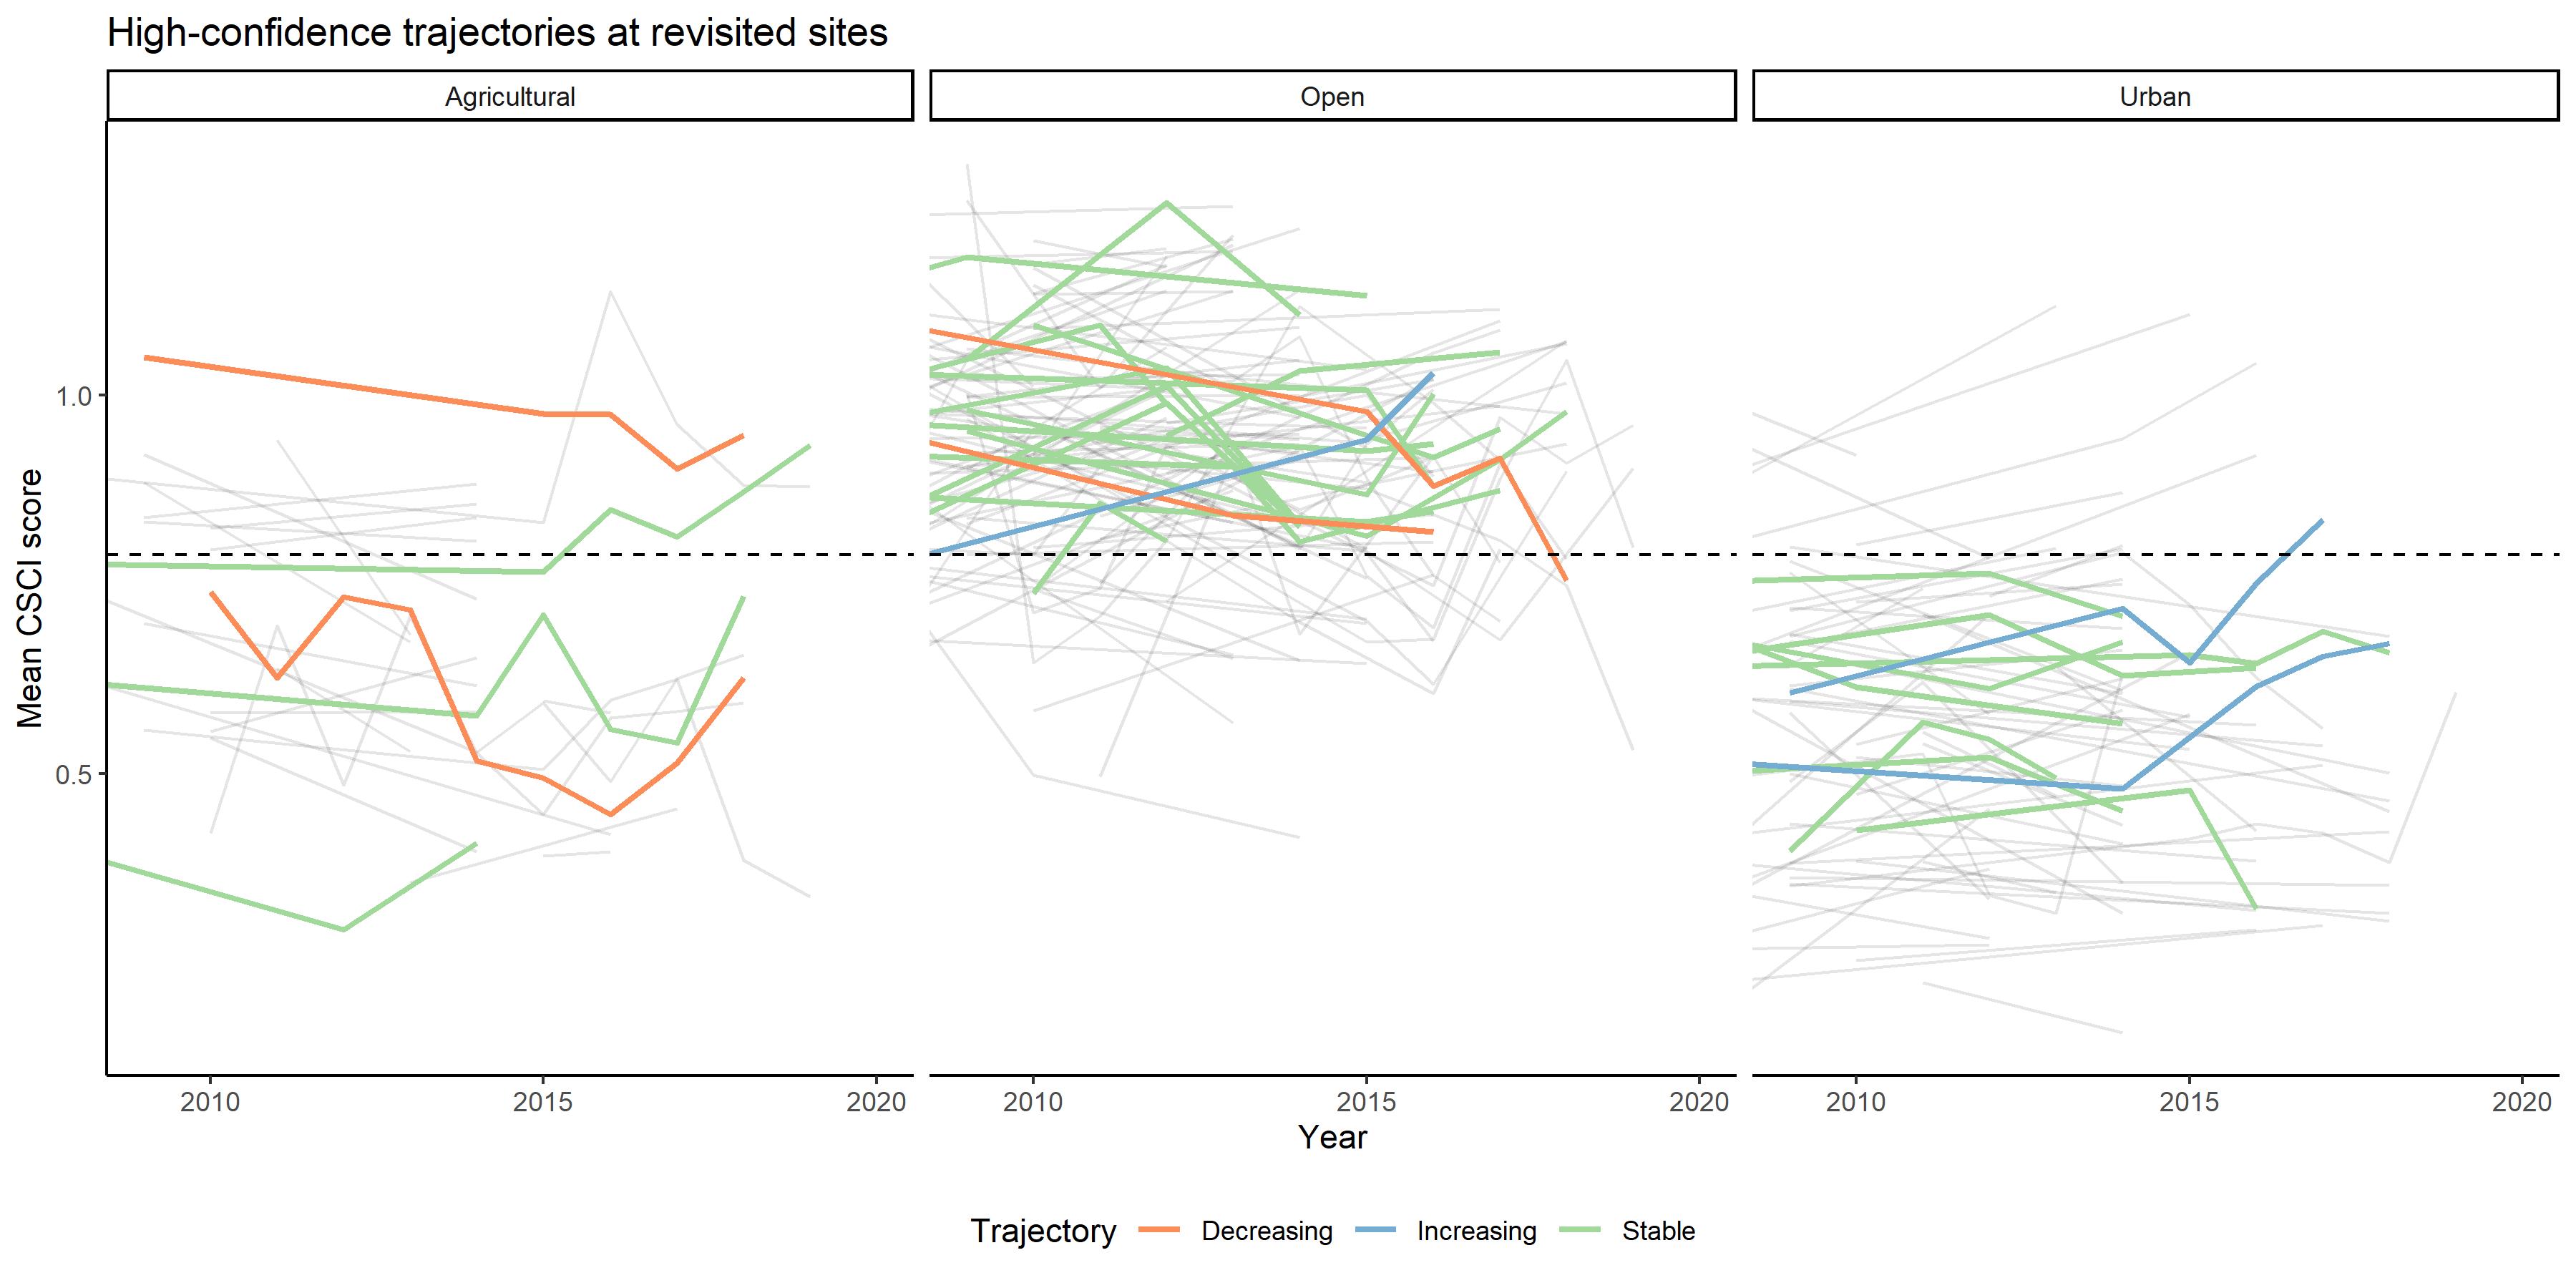 High-confidence trajectories at revisited sites
Agricultural
Open
Urban
Mean CSCI score
1.0
0.5
2010
2015
2020
2010
2015
2020
2010
2015
2020
Year
Trajectory
Decreasing
Increasing
Stable